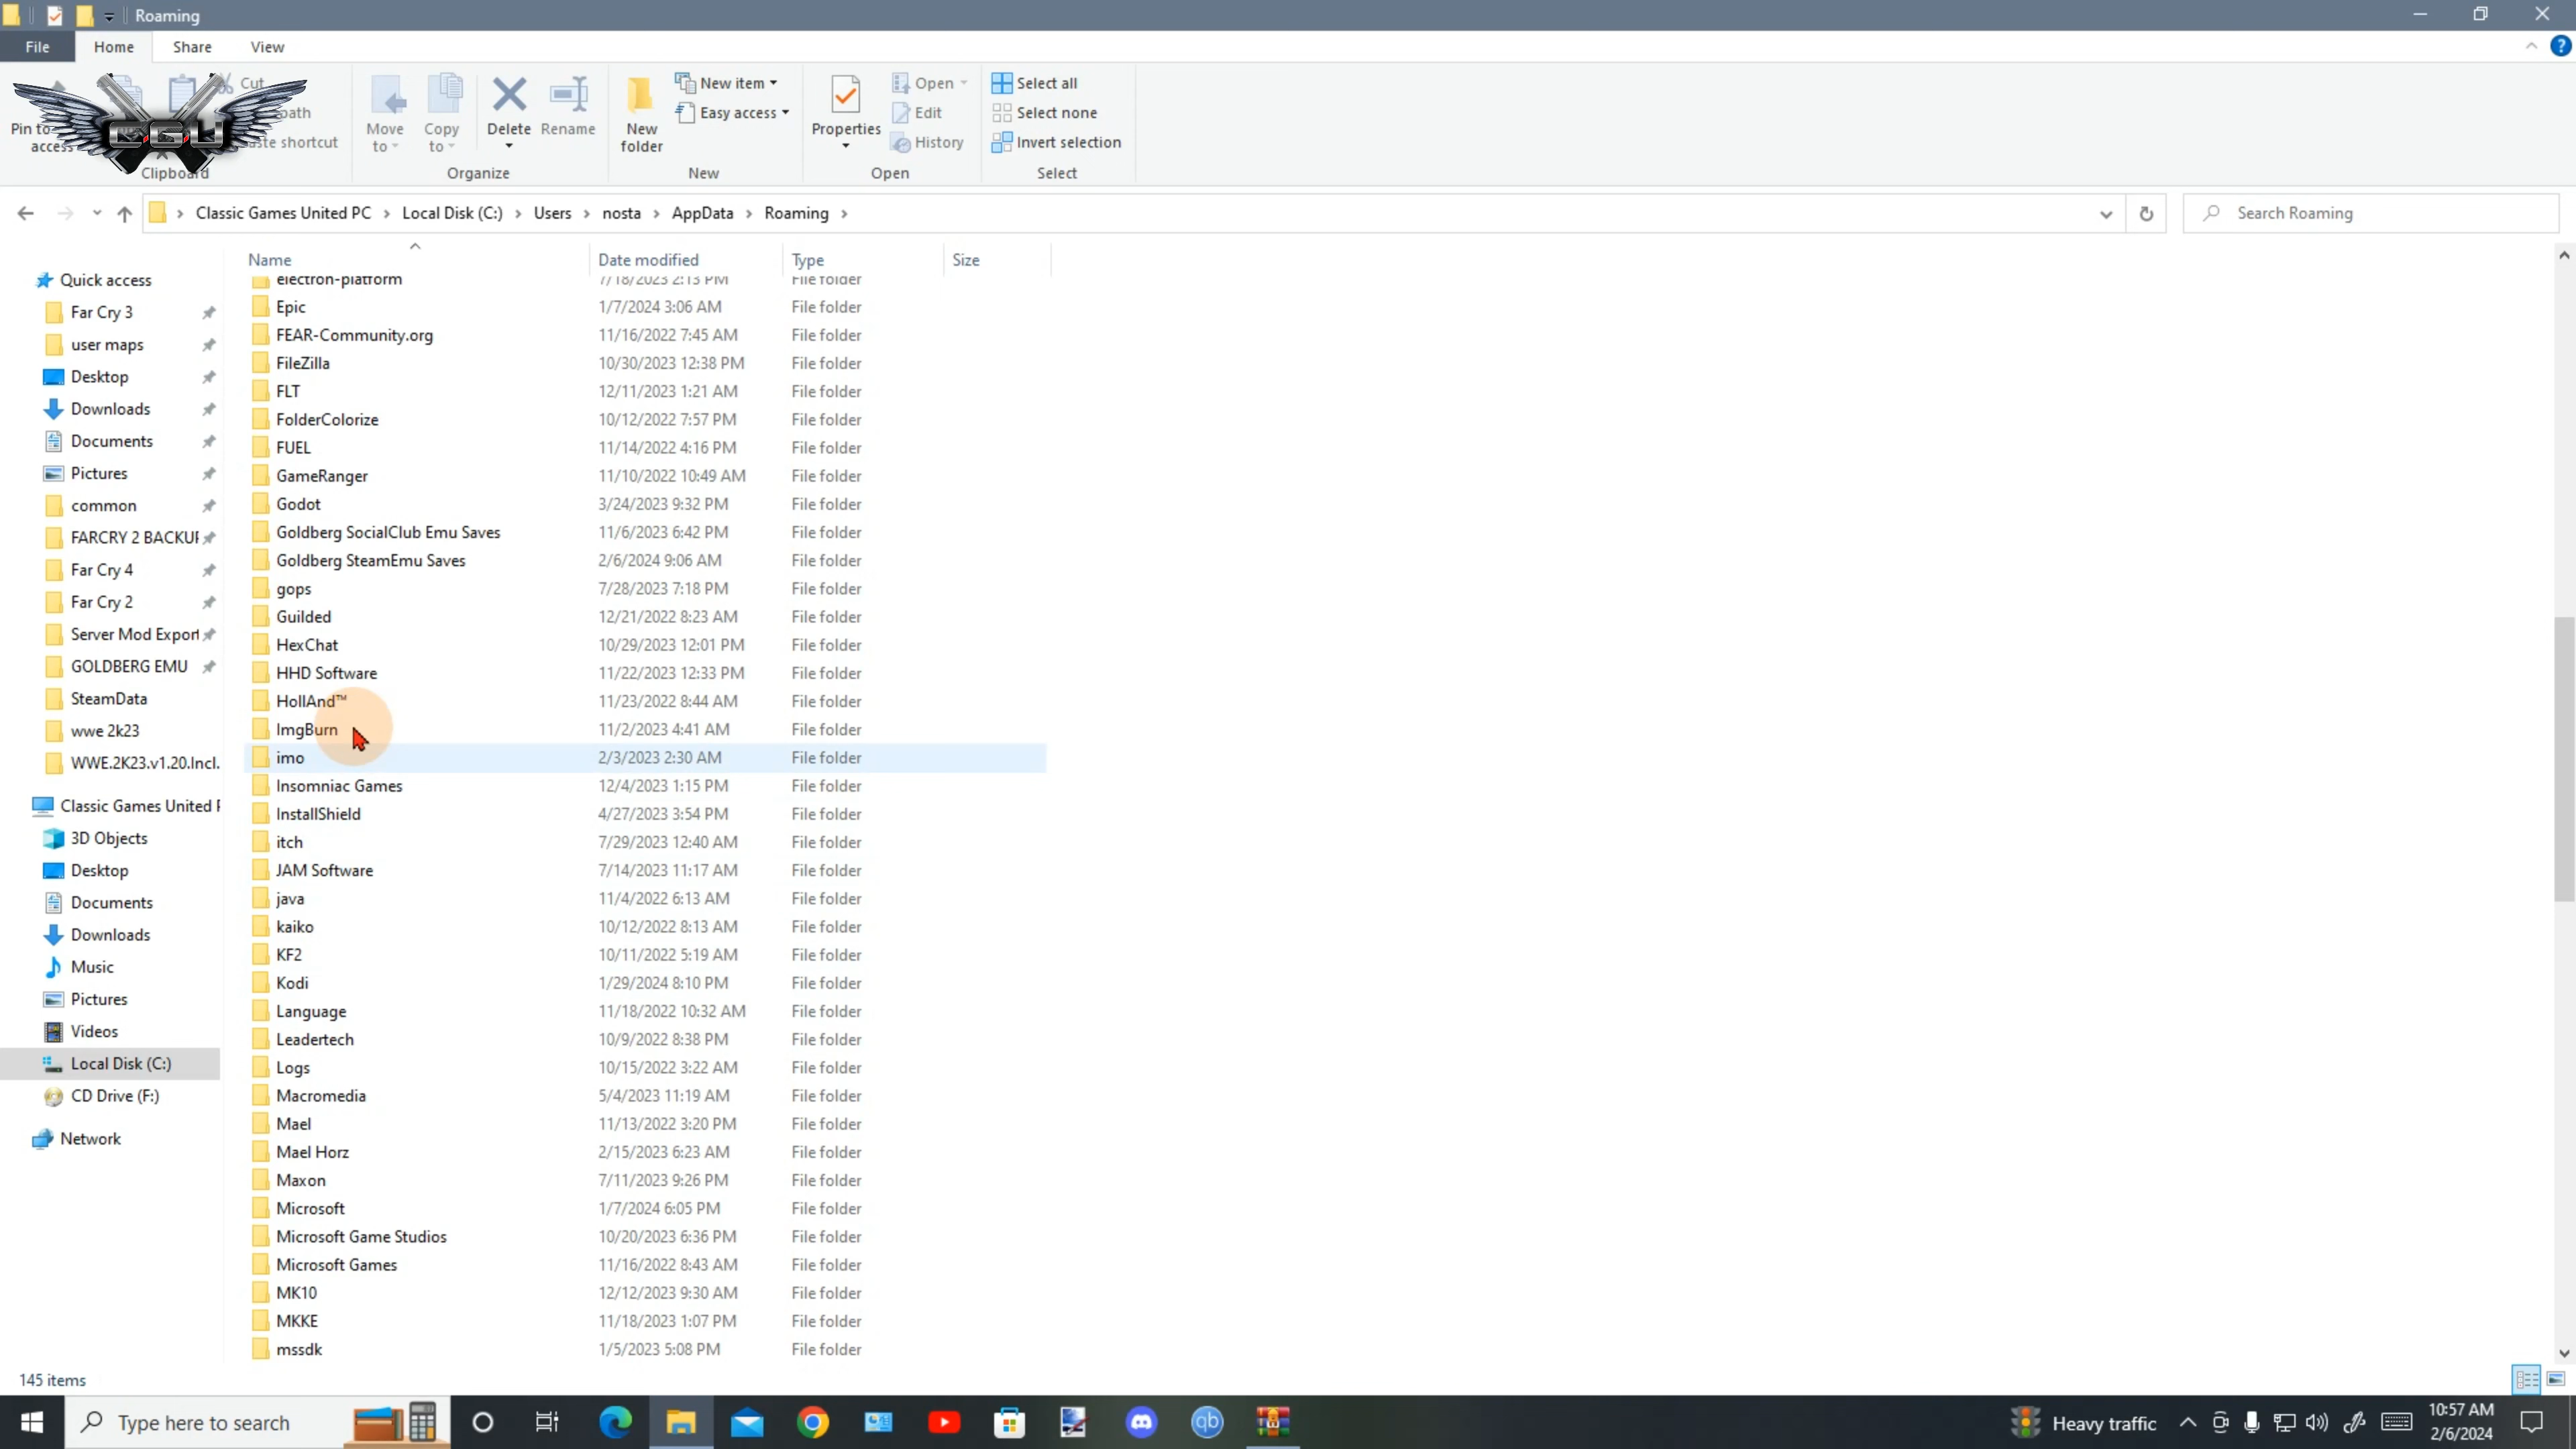 Roaming
File Home Share View
Pin to
access
Cut
path
ste shortcut
Clipboard
C.G.U
Move
to
Copy
to
Delete
Rename
Organize
New
folder
New item
Easy access
New
Properties
Open
Edit
History
Open
Select all
Select none
Invert selection
Select
Classic Games United PC > Local Disk (C:) > Users > nosta > AppData > Roaming >
Search Roaming
Quick access
Far Cry 3
user maps
Desktop
Downloads
Documents
Pictures
common
FARCRY 2 BACKUP
Far Cry 4
Far Cry 2
Server Mod Export
GOLDBERG EMU
SteamData
wwe 2k23
WWE.2K23.v1.20.Incl.
Classic Games United P
3D Objects
Desktop
Documents
Downloads
Music
Pictures
Videos
Local Disk (C:)
CD Drive (F:)
Network
Name Date modified Type Size
electron-platform 7/18/2023 2:13 PM File folder
Epic 1/7/2024 3:06 AM File folder
FEAR-Community.org 11/16/2022 7:45 AM File folder
FileZilla 10/30/2023 12:38 PM File folder
FLT 12/11/2023 1:21 AM File folder
FolderColorize 10/12/2022 7:57 PM File folder
FUEL 11/14/2022 4:16 PM File folder
GameRanger 11/10/2022 10:49 AM File folder
Godot 3/24/2023 9:32 PM File folder
Goldberg SocialClub Emu Saves 11/6/2023 6:42 PM File folder
Goldberg SteamEmu Saves 2/6/2024 9:06 AM File folder
gops 7/28/2023 7:18 PM File folder
Guilded 12/21/2022 8:23 AM File folder
HexChat 10/29/2023 12:01 PM File folder
HHD Software 11/22/2023 12:33 PM File folder
HollAnd™ 11/23/2022 8:44 AM File folder
ImgBurn 11/2/2023 4:41 AM File folder
imo 2/3/2023 2:30 AM File folder
Insomniac Games 12/4/2023 1:15 PM File folder
InstallShield 4/27/2023 3:54 PM File folder
itch 7/29/2023 12:40 AM File folder
JAM Software 7/14/2023 11:17 AM File folder
java 11/4/2022 6:13 AM File folder
kaiko 10/12/2022 8:13 AM File folder
KF2 10/11/2022 5:19 AM File folder
Kodi 1/29/2024 8:10 PM File folder
Language 11/18/2022 10:32 AM File folder
Leadertech 10/9/2022 8:38 PM File folder
Logs 10/15/2022 3:22 AM File folder
Macromedia 5/4/2023 11:19 AM File folder
Mael 11/13/2022 3:20 PM File folder
Mael Horz 2/15/2023 6:23 AM File folder
Maxon 7/11/2023 9:26 PM File folder
Microsoft 1/7/2024 6:05 PM File folder
Microsoft Game Studios 10/20/2023 6:36 PM File folder
Microsoft Games 11/16/2022 8:43 AM File folder
MK10 12/12/2023 9:30 AM File folder
MKKE 11/18/2023 1:07 PM File folder
mssdk 1/5/2023 5:08 PM File folder
145 items
Type here to search
qb
Heavy traffic
10:57 AM
2/6/2024